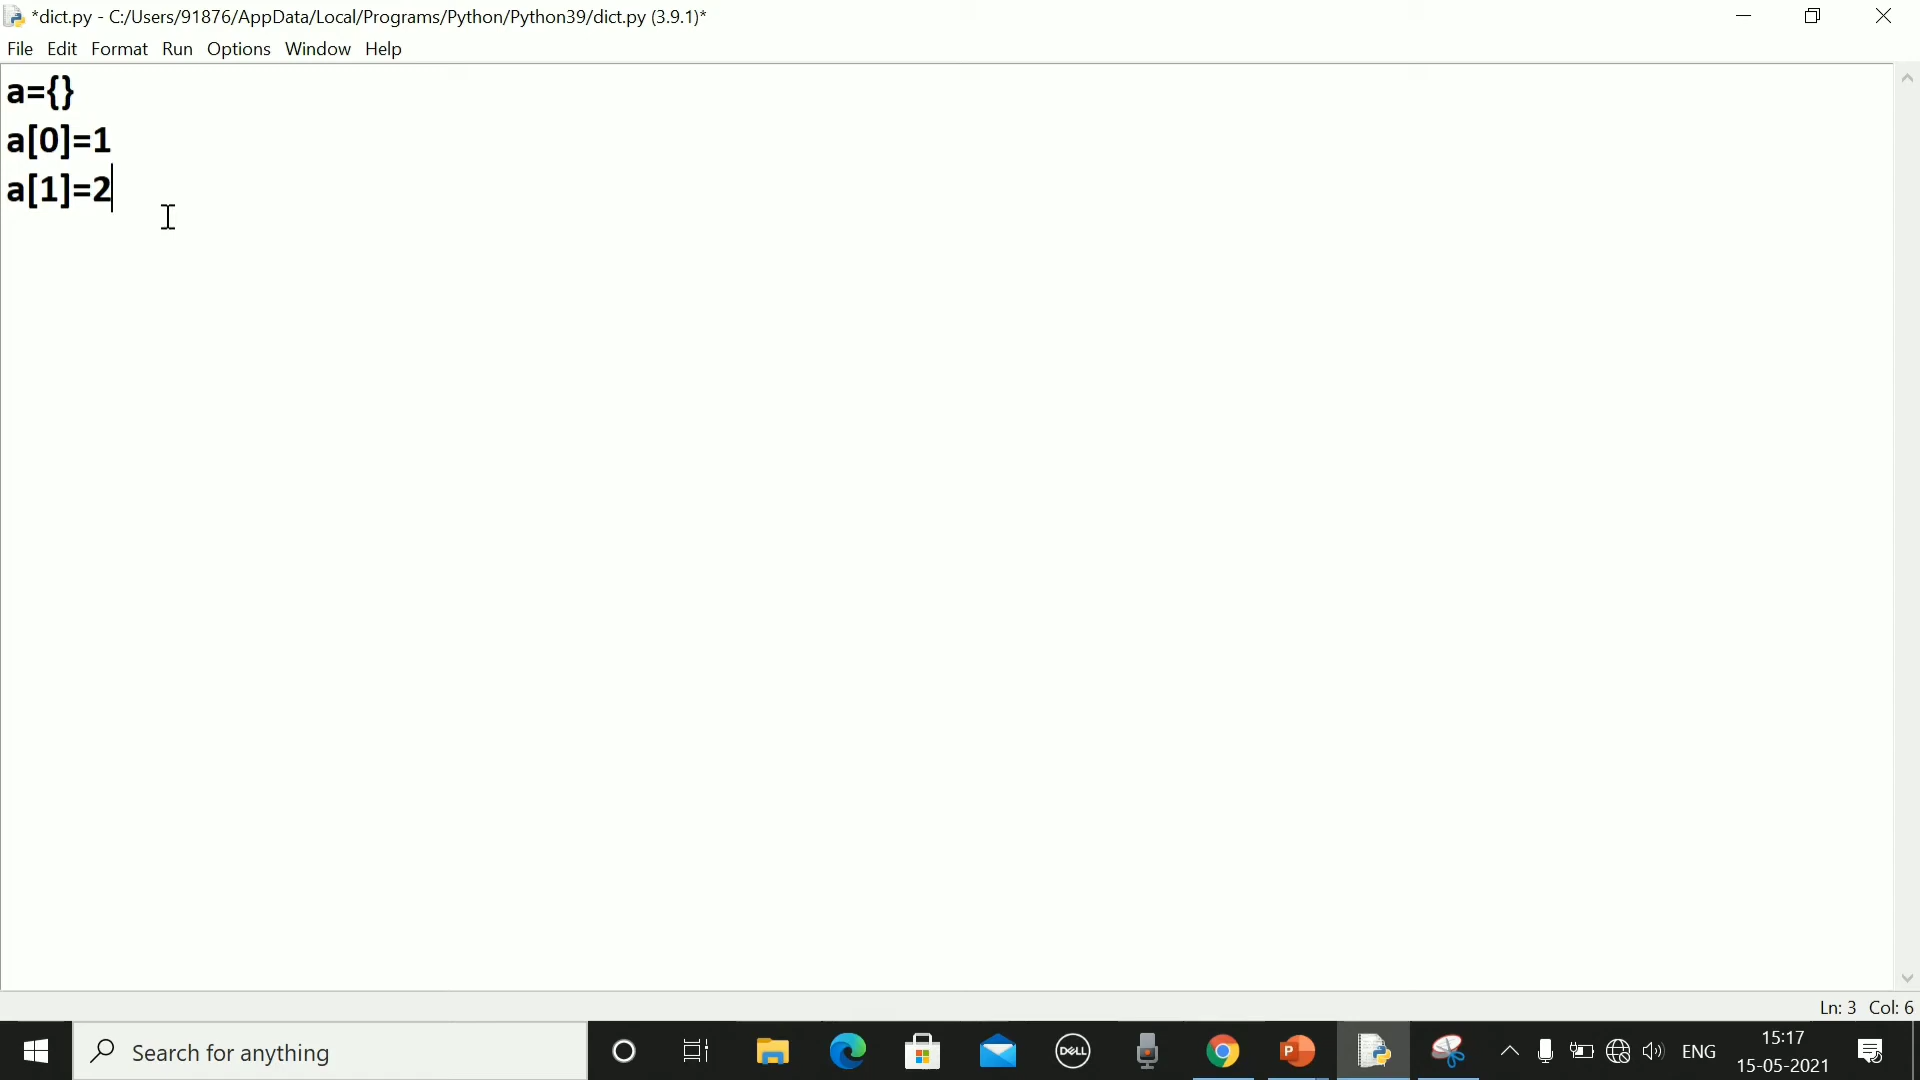 *dict.py - C:/Users/91876/AppData/Local/Programs/Python/Python39/dict.py (3.9.1)*
File Edit Format Run Options Window Help
a={}
a[0]=1
a[1]=2
Ln: 3 Col: 6
Search for anything
DELL
P
ENG
15:17
15-05-2021